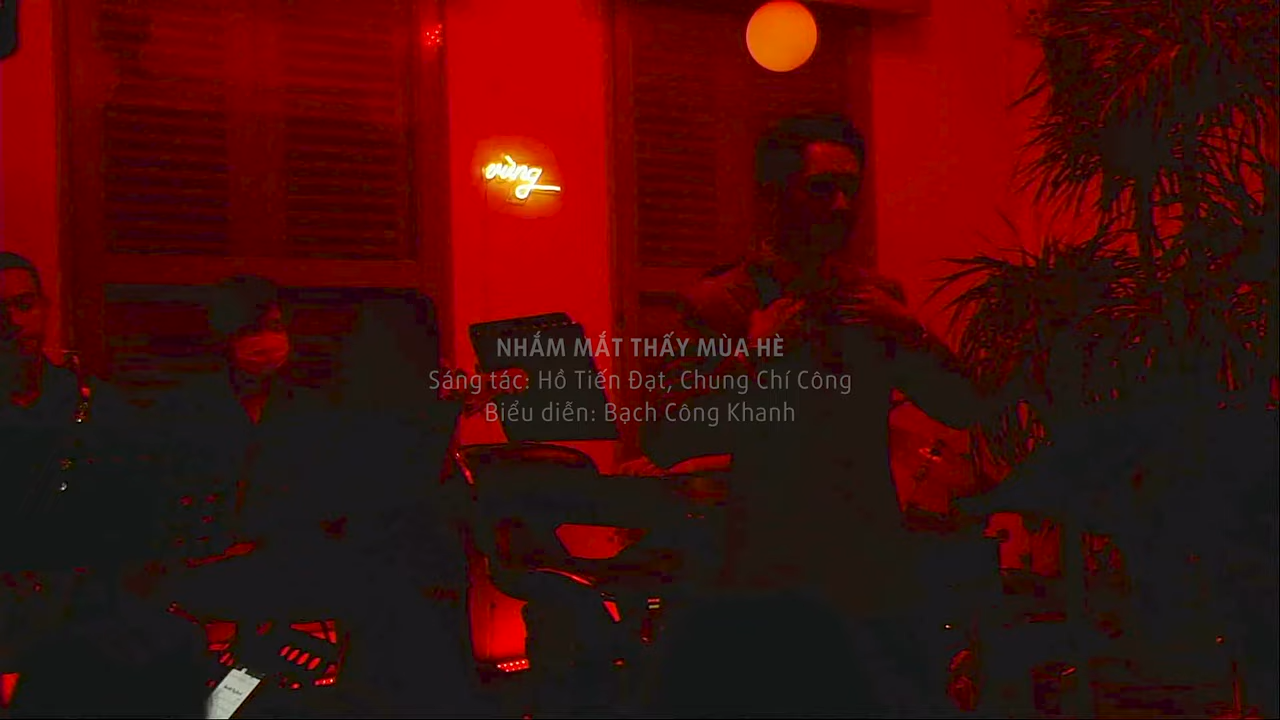 vùng
NHẮM MẮT THẤY MÙA HÈ
Sáng tác: Hồ Tiến Đạt, Chung Chí Công
Biểu diễn: Bạch Công Khanh